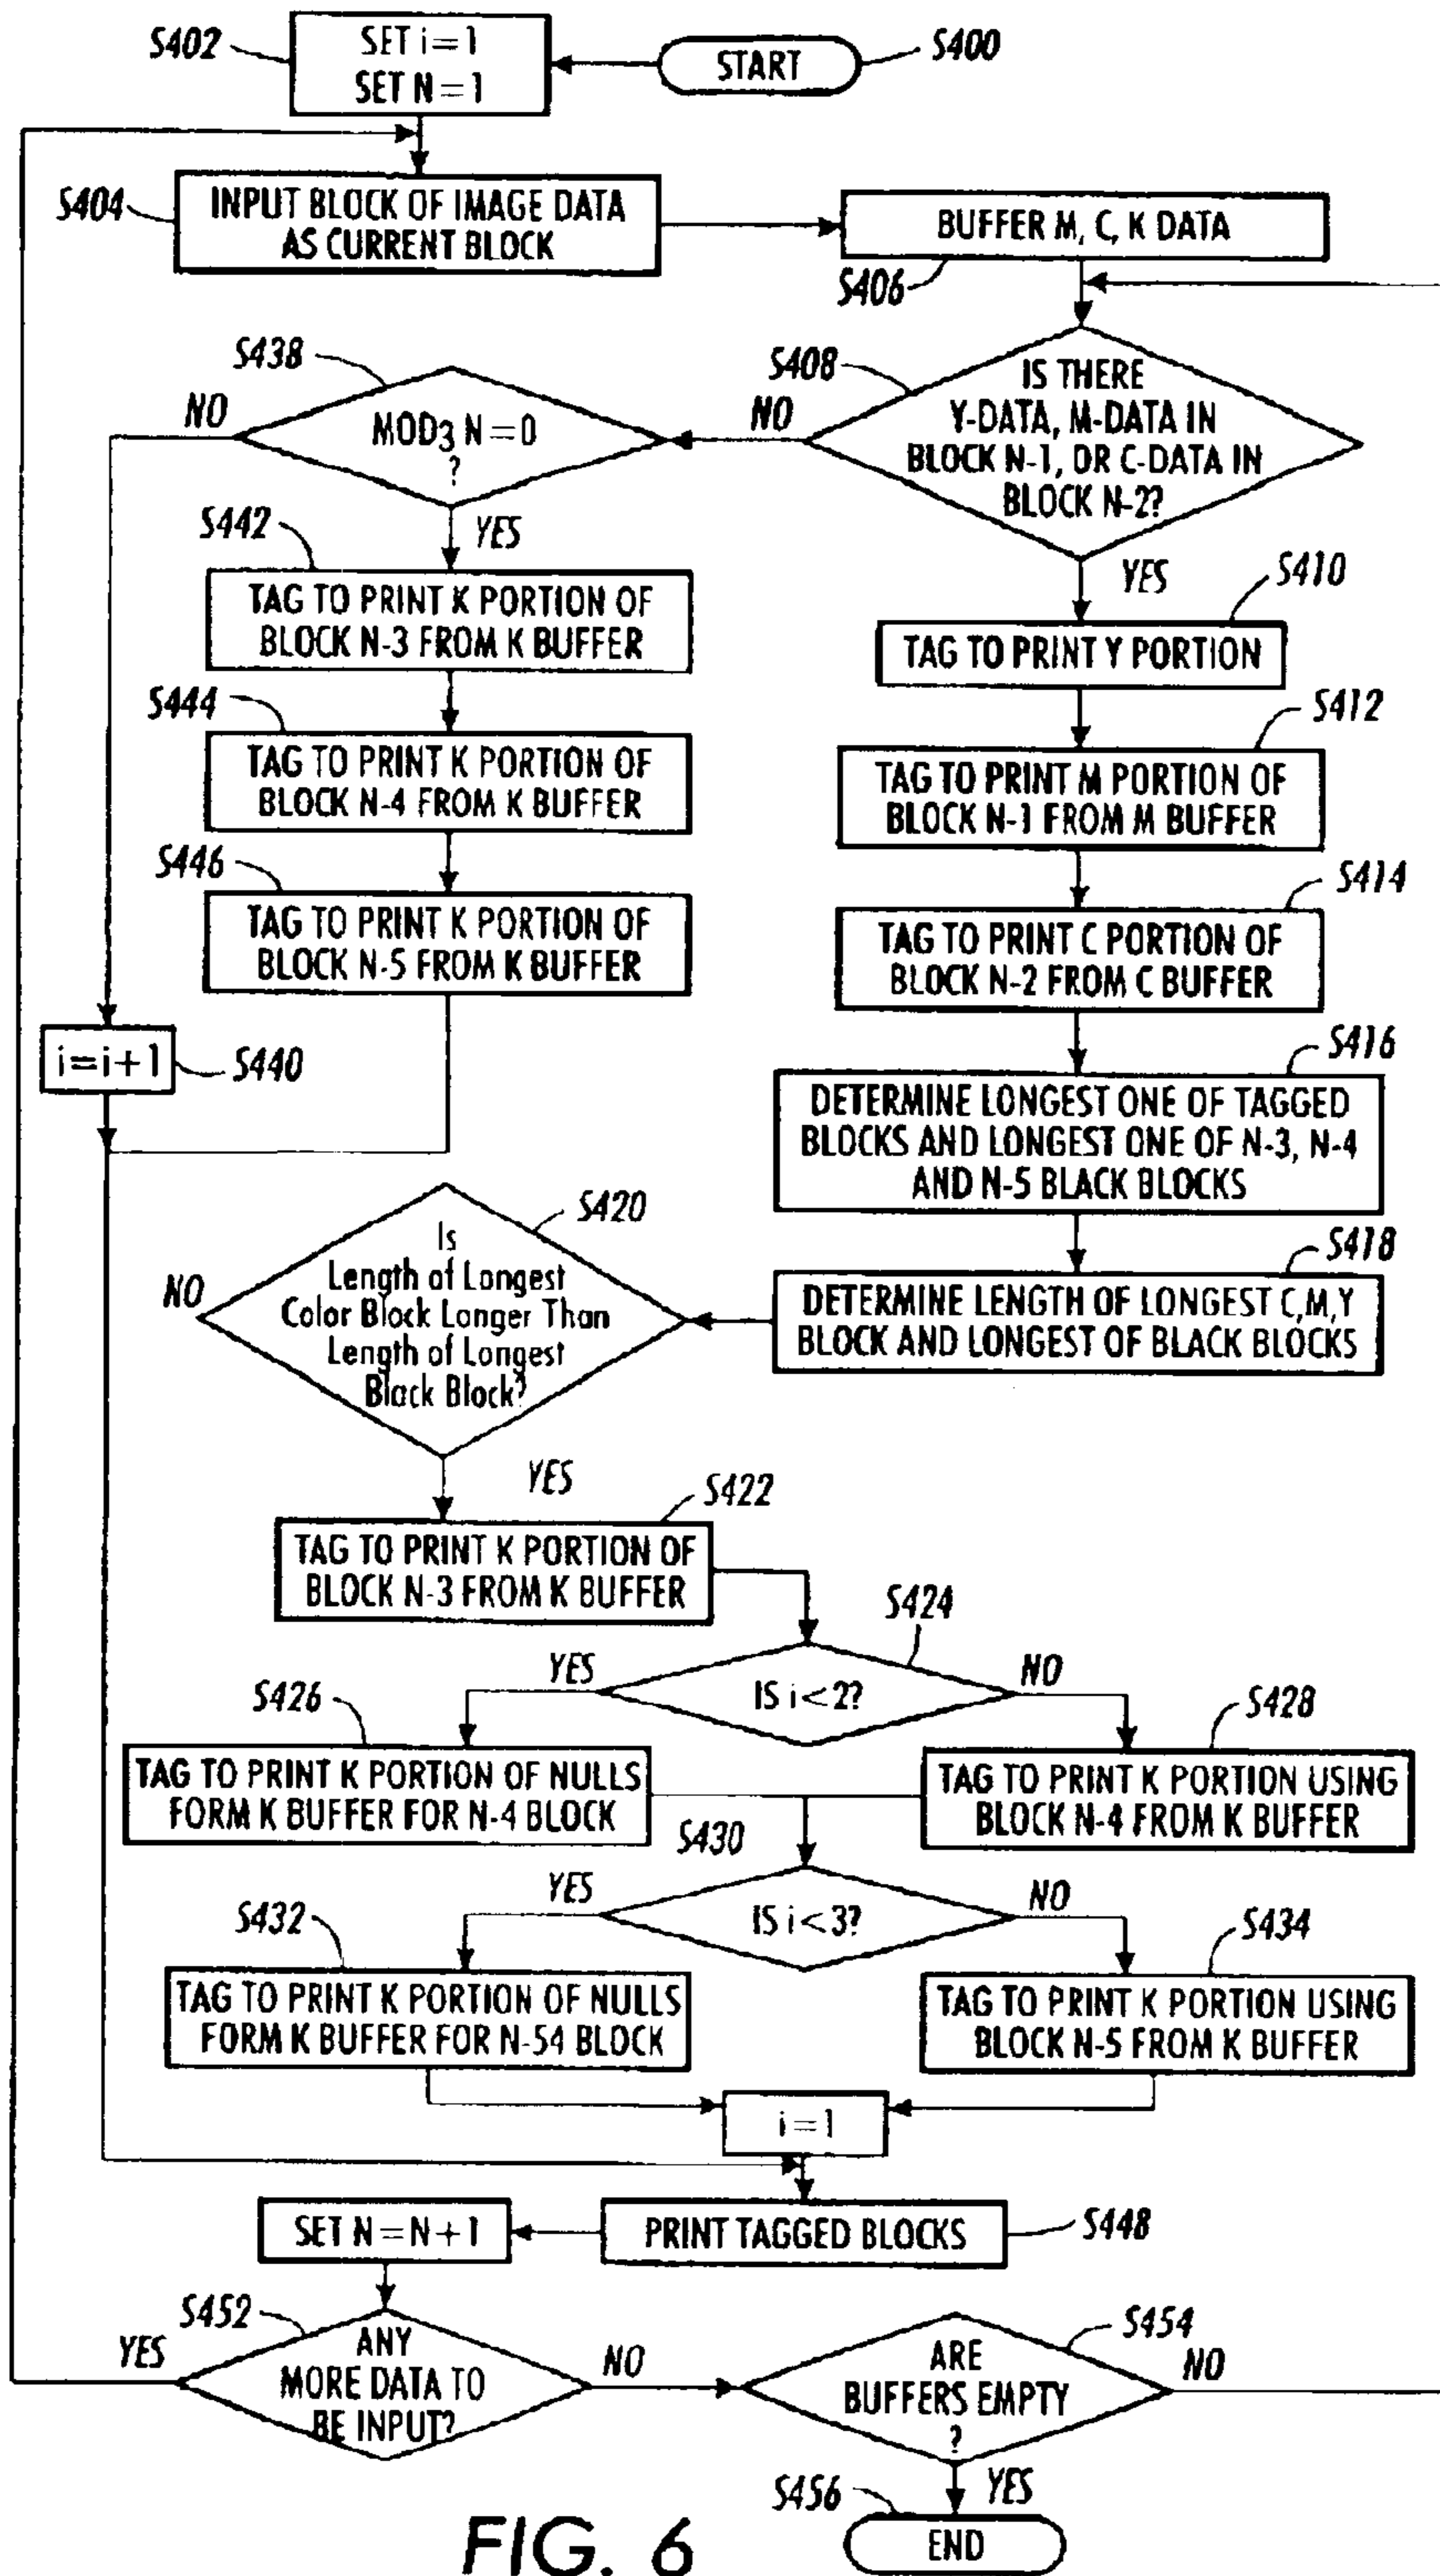 S402
SET i=1
SET N=1
START
S400
S404
INPUT BLOCK OF IMAGE DATA
AS CURRENT BLOCK
BUFFER M, C, K DATA
S406
S408
IS THERE
Y-DATA, M-DATA IN
BLOCK N-1, OR C-DATA IN
BLOCK N-2?
NO
YES
S438
MOD3 N=0
?
NO
YES
S442
TAG TO PRINT K PORTION OF
BLOCK N-3 FROM K BUFFER
S444
TAG TO PRINT K PORTION OF
BLOCK N-4 FROM K BUFFER
S446
TAG TO PRINT K PORTION OF
BLOCK N-5 FROM K BUFFER
i=i+1
S440
S410
TAG TO PRINT Y PORTION
S412
TAG TO PRINT M PORTION OF
BLOCK N-1 FROM M BUFFER
S414
TAG TO PRINT C PORTION OF
BLOCK N-2 FROM C BUFFER
S416
DETERMINE LONGEST ONE OF TAGGED
BLOCKS AND LONGEST ONE OF N-3, N-4
AND N-5 BLACK BLOCKS
S418
DETERMINE LENGTH OF LONGEST C,M,Y
BLOCK AND LONGEST OF BLACK BLOCKS
S420
Is
Length of Longest
Color Block Longer Than
Length of Longest
Black Block?
NO
YES
S422
TAG TO PRINT K PORTION OF
BLOCK N-3 FROM K BUFFER
S424
IS i<2?
YES
NO
S426
TAG TO PRINT K PORTION OF NULLS
FORM K BUFFER FOR N-4 BLOCK
S428
TAG TO PRINT K PORTION USING
BLOCK N-4 FROM K BUFFER
S430
IS i<3?
YES
NO
S432
TAG TO PRINT K PORTION OF NULLS
FORM K BUFFER FOR N-54 BLOCK
S434
TAG TO PRINT K PORTION USING
BLOCK N-5 FROM K BUFFER
i=1
PRINT TAGGED BLOCKS
S448
SET N=N+1
S452
ANY
MORE DATA TO
BE INPUT?
YES
NO
S454
ARE
BUFFERS EMPTY
?
NO
YES
S456
END
FIG. 6